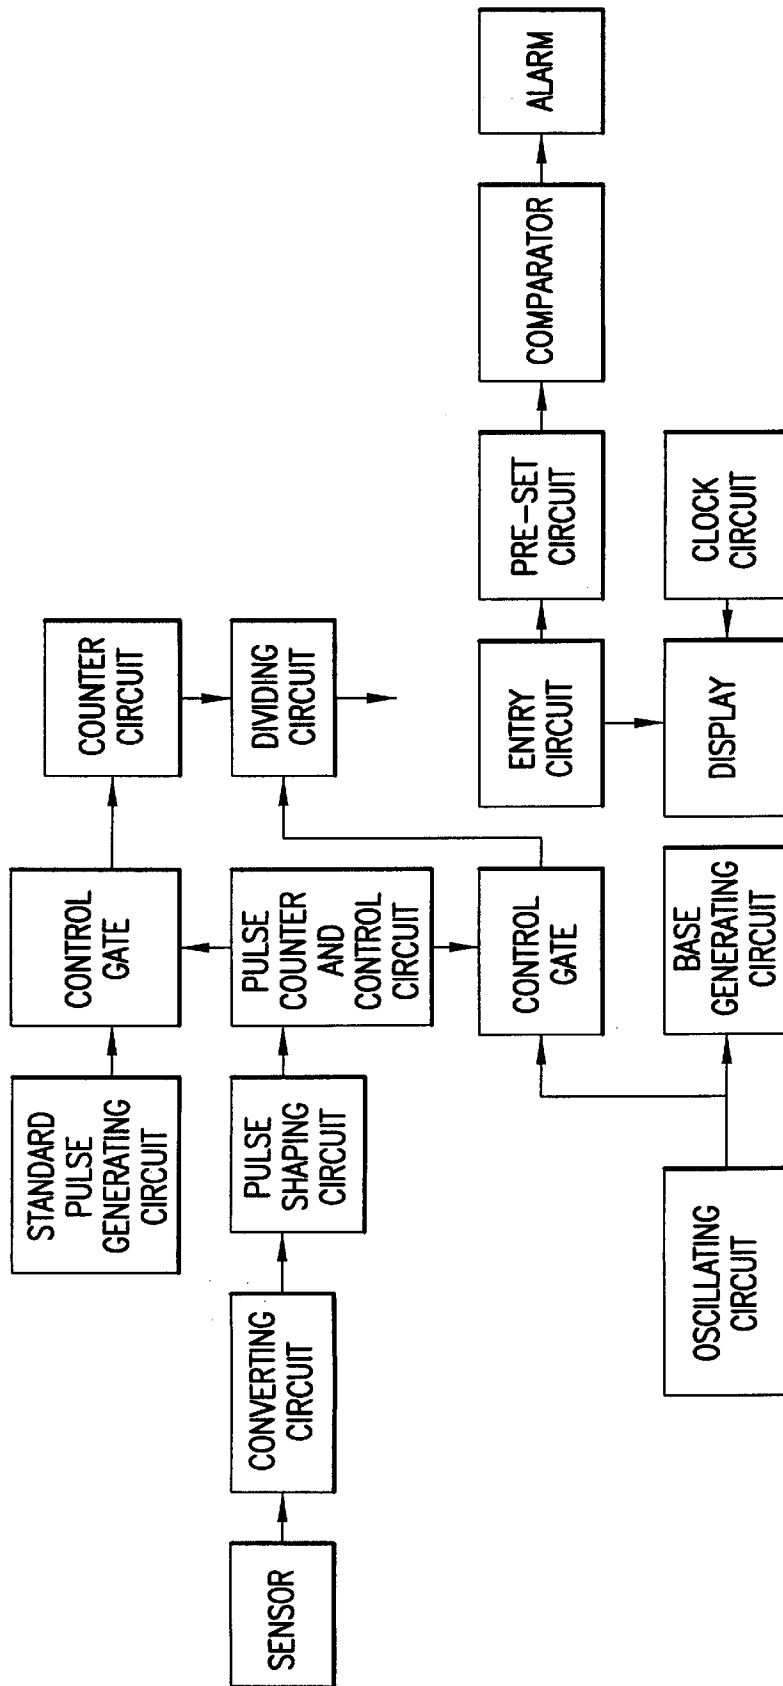 STANDARD
PULSE
GENERATING
CIRCUIT
CONTROL
GATE
COUNTER
CIRCUIT
SENSOR
CONVERTING
CIRCUIT
PULSE
SHAPING
CIRCUIT
PULSE
COUNTER
AND
CONTROL
CIRCUIT
DIVIDING
CIRCUIT
CONTROL
GATE
ENTRY
CIRCUIT
PRE-SET
CIRCUIT
COMPARATOR
ALARM
OSCILLATING
CIRCUIT
BASE
GENERATING
CIRCUIT
DISPLAY
CLOCK
CIRCUIT